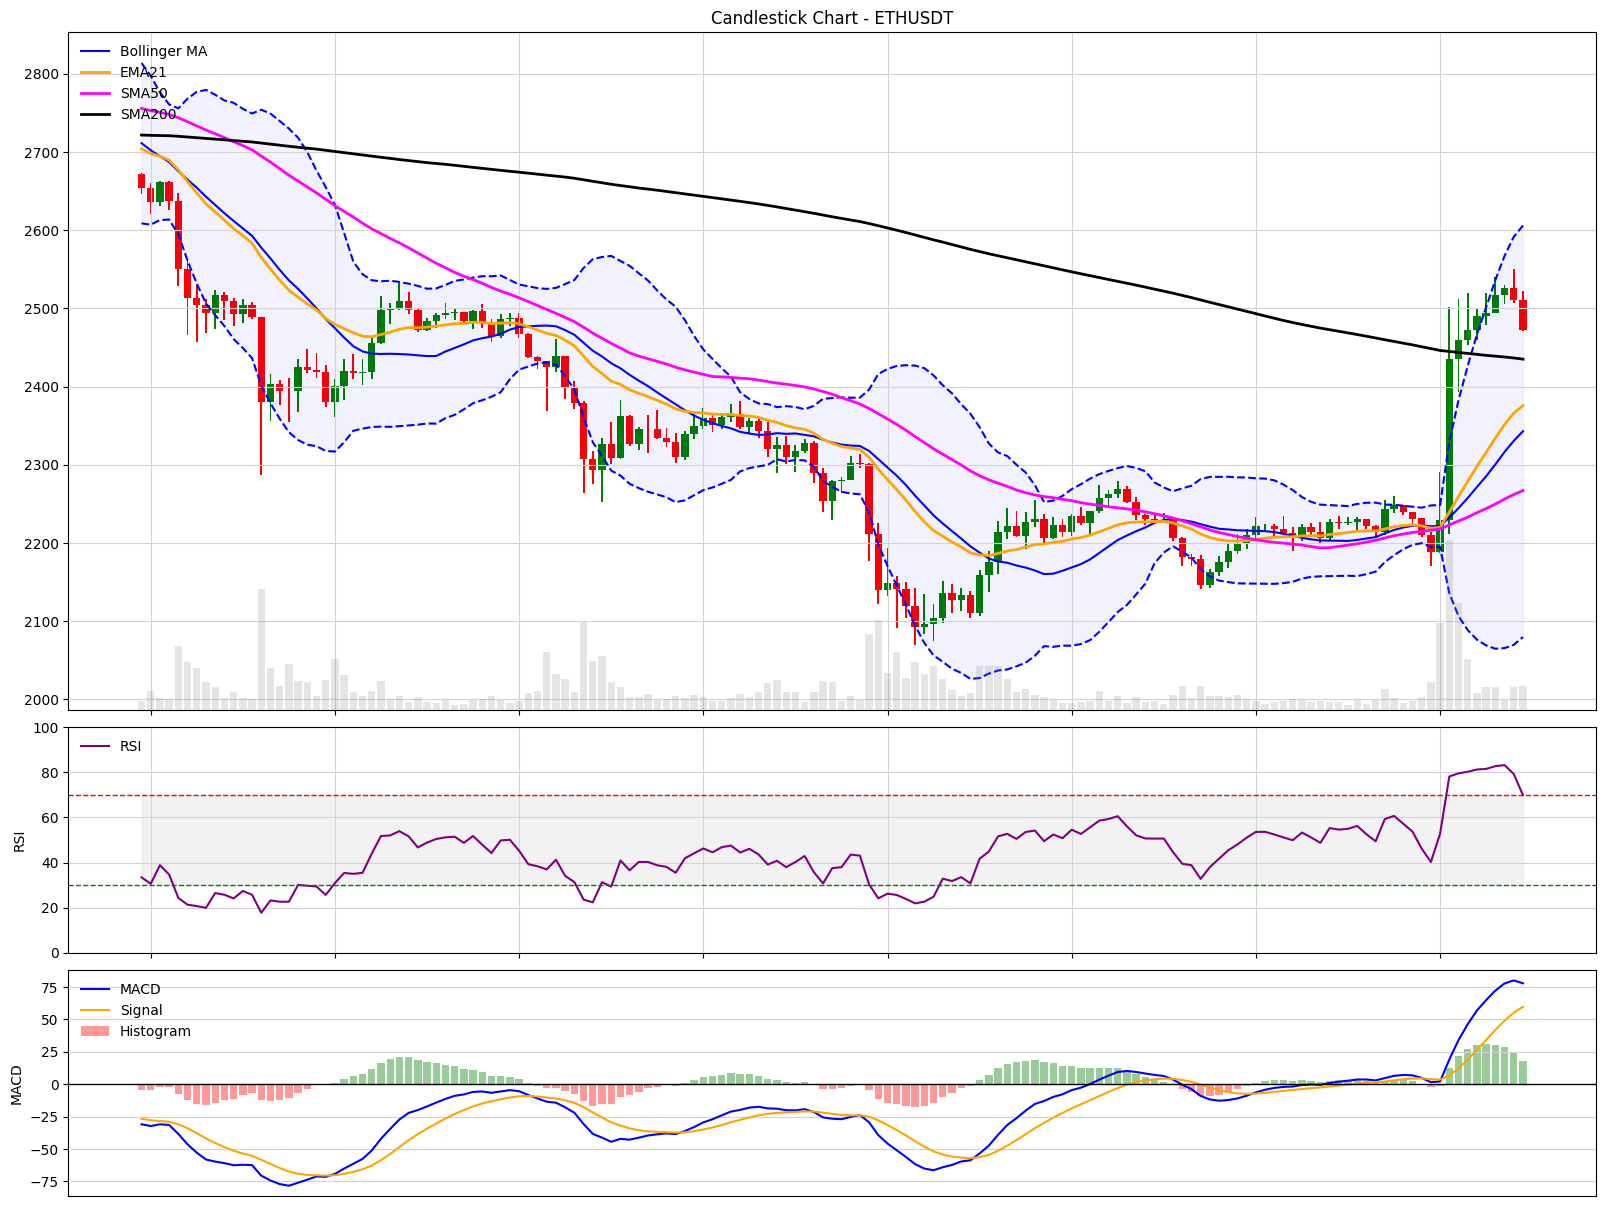 Candlestick Chart - ETHUSDT
Bollinger MA
EMA21
SMA50
SMA200
2800
2700
2600
2500
2400
2300
2200
2100
2000
RSI
100
80
60
40
20
0
RSI
MACD
Signal
Histogram
75
50
25
0
−25
−50
−75
MACD